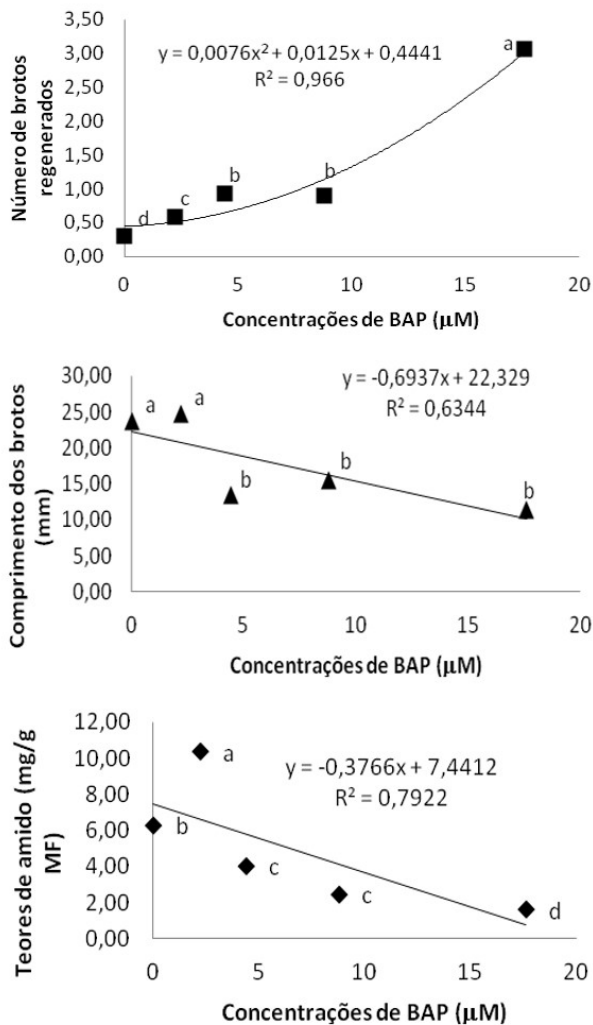 Número de brotos
regenerados
3,50
3,00
2,50
2,00
1,50
1,00
0,50
0,00
y = 0,0076x² + 0,0125x + 0,4441
R² = 0,966
d
c
b
b
a
0 5 10 15 20
Concentrações de BAP (µM)
Comprimento dos brotos
(mm)
30,00
25,00
20,00
15,00
10,00
5,00
0,00
y = -0,6937x + 22,329
R² = 0,6344
a
a
b
b
b
0 5 10 15 20
Concentrações de BAP (µM)
Teores de amido (mg/g
MF)
12,00
10,00
8,00
6,00
4,00
2,00
0,00
y = -0,3766x + 7,4412
R² = 0,7922
b
a
c
c
d
0 5 10 15 20
Concentrações de BAP (µM)